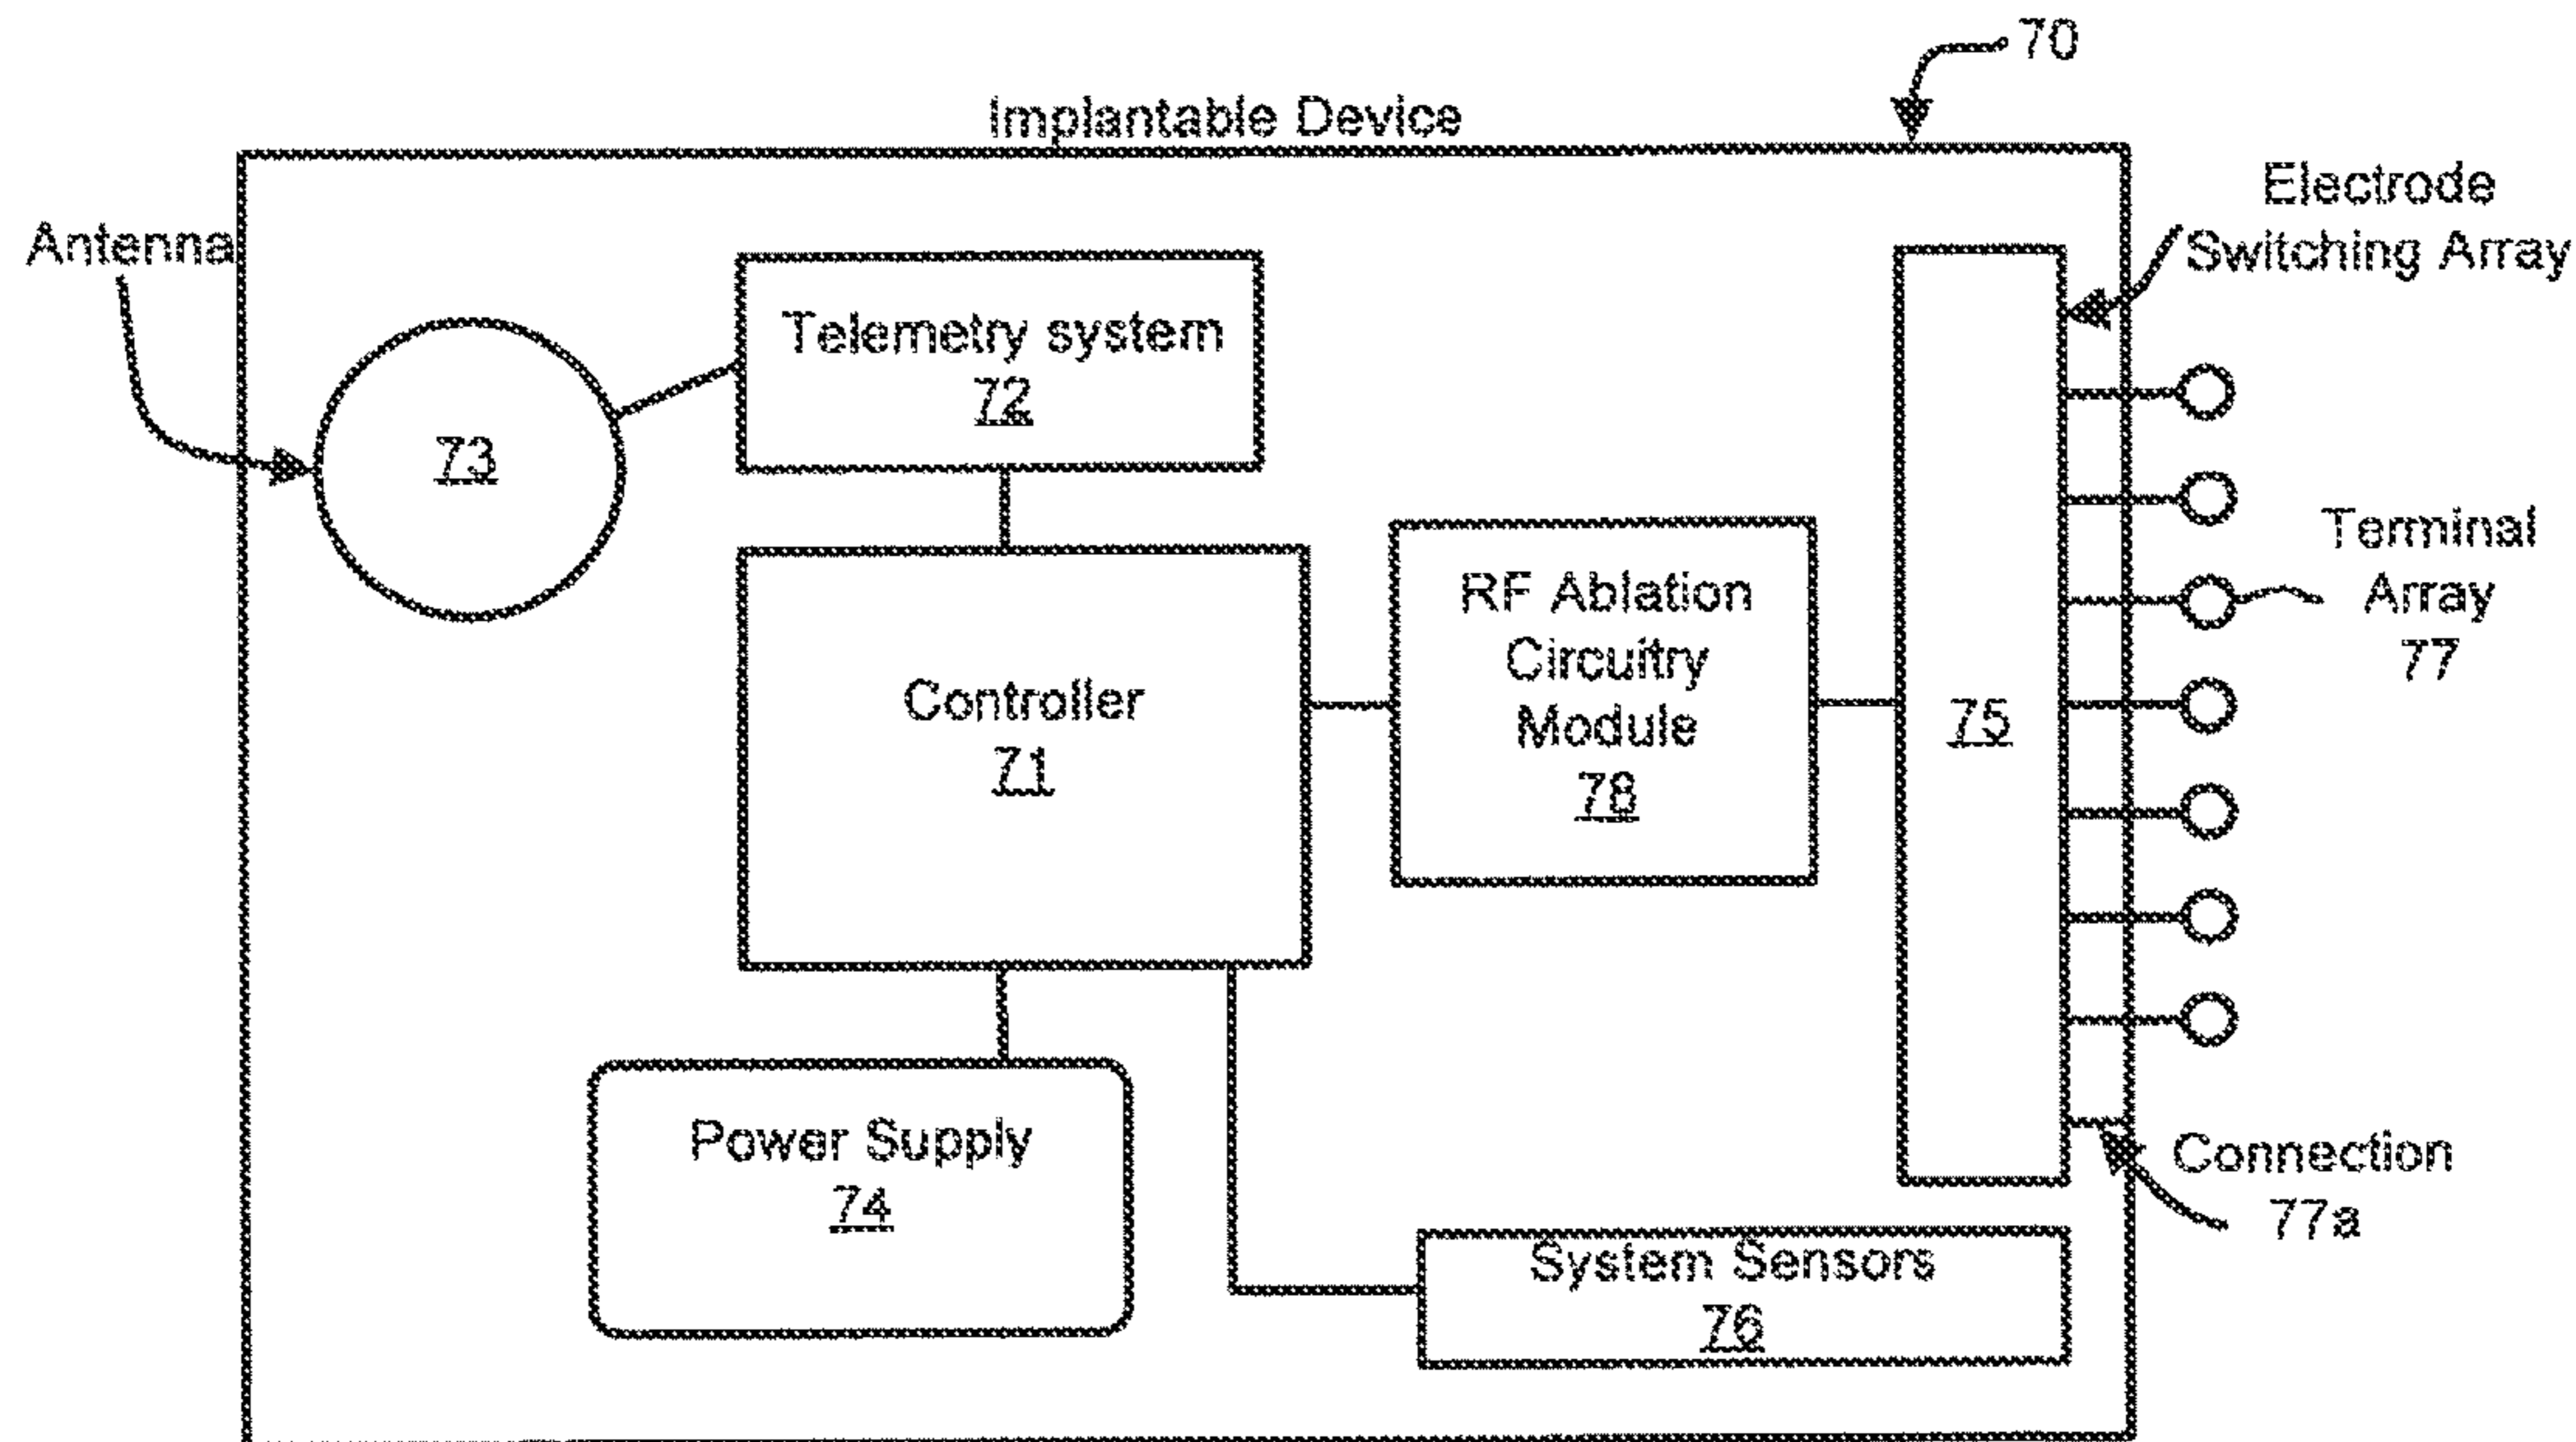 70
Implantable Device
Electrode
Switching Array
Antenna
Telemetry system
72
73
Terminal
Array
77
RF Ablation
Circuitry
Module
78
Controller
71
75
Power Supply
74
Connection
77a
System Sensors
76